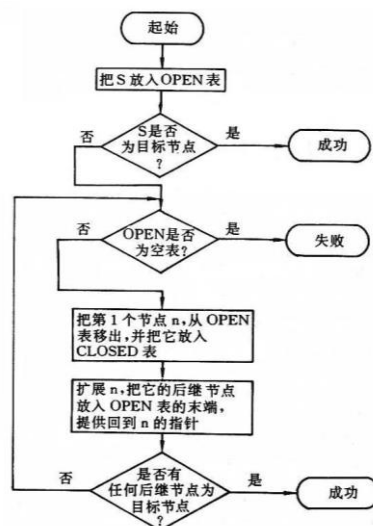 起始
把S放入OPEN表
S是否
为目标节点
?
否
是
成功
OPEN是否
为空表?
否
是
失败
把第1个节点n,从OPEN
表移出,并把它放入
CLOSED表
扩展n,把它的后继节点
放入OPEN表的末端,
提供回到n的指针
是否有
任何后继节点为
目标节点
?
否
是
成功